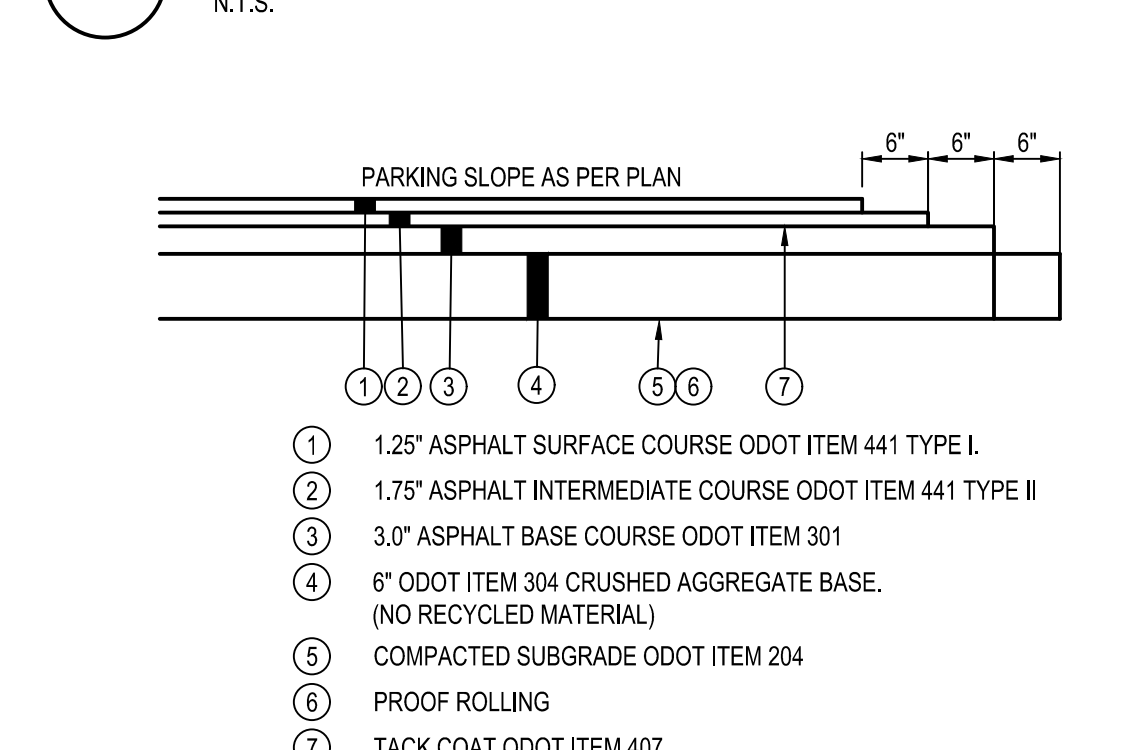 N.T.S.
6" 6" 6"
PARKING SLOPE AS PER PLAN
1 2 3 4 5 6 7
1 1.25" ASPHALT SURFACE COURSE ODOT ITEM 441 TYPE I.
2 1.75" ASPHALT INTERMEDIATE COURSE ODOT ITEM 441 TYPE II
3 3.0" ASPHALT BASE COURSE ODOT ITEM 301
4 6" ODOT ITEM 304 CRUSHED AGGREGATE BASE.
(NO RECYCLED MATERIAL)
5 COMPACTED SUBGRADE ODOT ITEM 204
6 PROOF ROLLING
7 TACK COAT ODOT ITEM 407